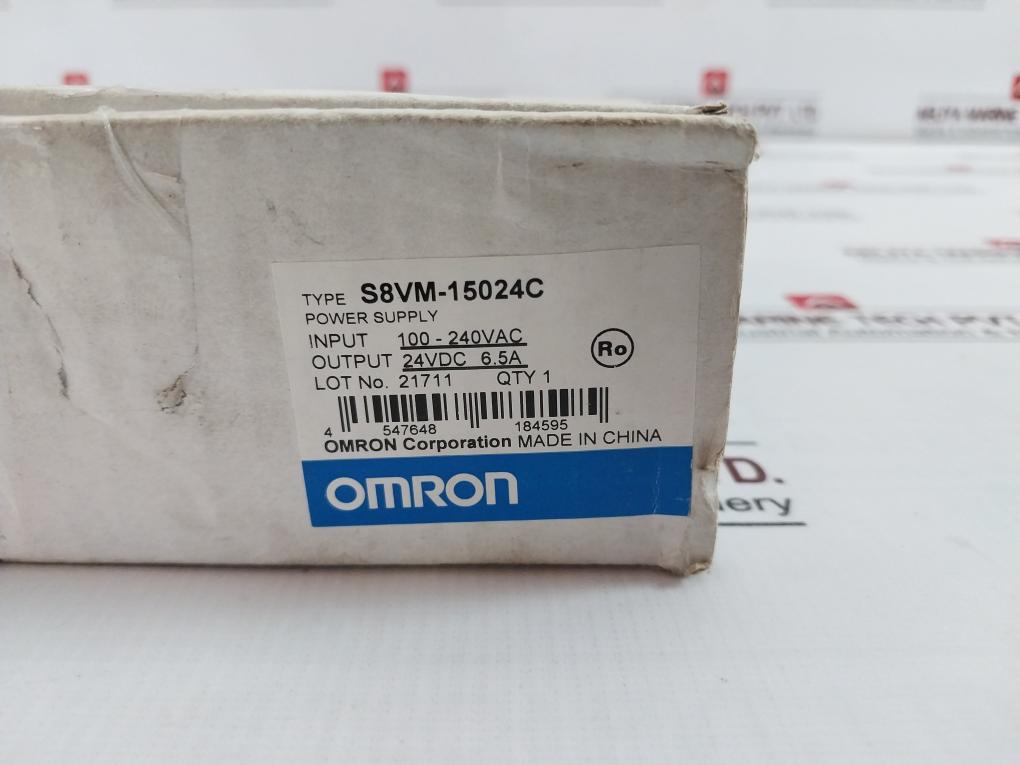 TYPE S8VM-15024C
POWER SUPPLY
INPUT 100 - 240VAC
OUTPUT 24VDC 6.5A
LOT No. 21711 QTY 1
Ro
4 547648 184595
OMRON Corporation MADE IN CHINA
OMRON
D.